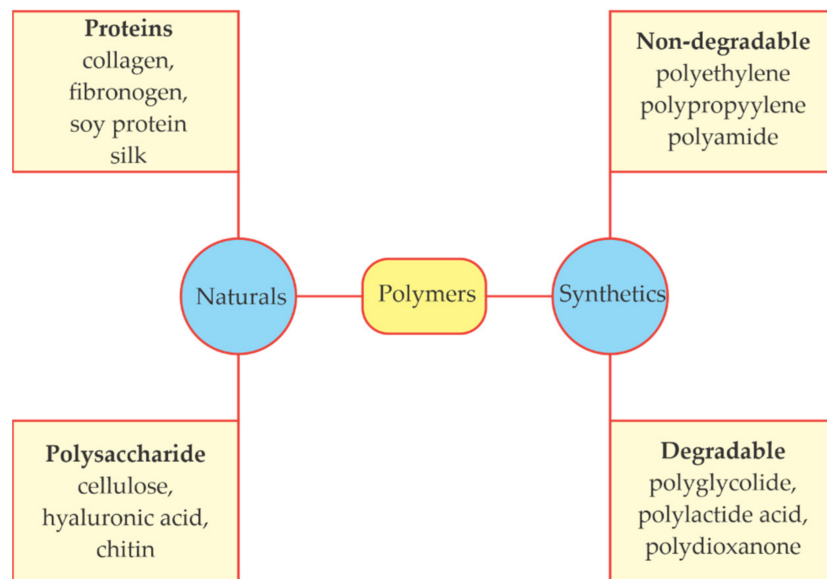 Proteins
collagen,
fibronogen,
soy protein
silk
Non-degradable
polyethylene
polypropyylene
polyamide
Naturals
Polymers
Synthetics
Polysaccharide
cellulose,
hyaluronic acid,
chitin
Degradable
polyglycolide,
polylactide acid,
polydioxanone